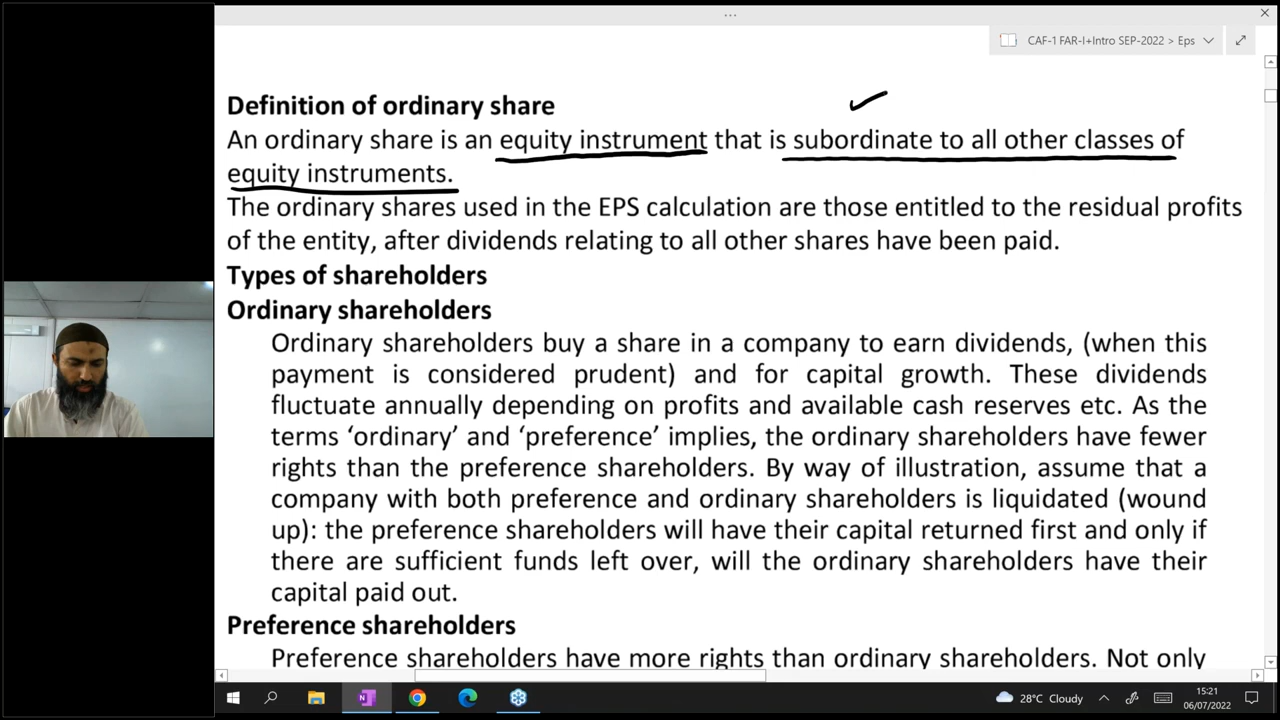 CAF-1 FAR-I+Intro SEP-2022 > Eps
Definition of ordinary share
An ordinary share is an equity instrument that is subordinate to all other classes of
equity instruments.
The ordinary shares used in the EPS calculation are those entitled to the residual profits
of the entity, after dividends relating to all other shares have been paid.
Types of shareholders
Ordinary shareholders
Ordinary shareholders buy a share in a company to earn dividends, (when this
payment is considered prudent) and for capital growth. These dividends
fluctuate annually depending on profits and available cash reserves etc. As the
terms ‘ordinary’ and ‘preference’ implies, the ordinary shareholders have fewer
rights than the preference shareholders. By way of illustration, assume that a
company with both preference and ordinary shareholders is liquidated (wound
up): the preference shareholders will have their capital returned first and only if
there are sufficient funds left over, will the ordinary shareholders have their
capital paid out.
Preference shareholders
Preference shareholders have more rights than ordinary shareholders. Not only
28°C Cloudy
15:21
06/07/2022